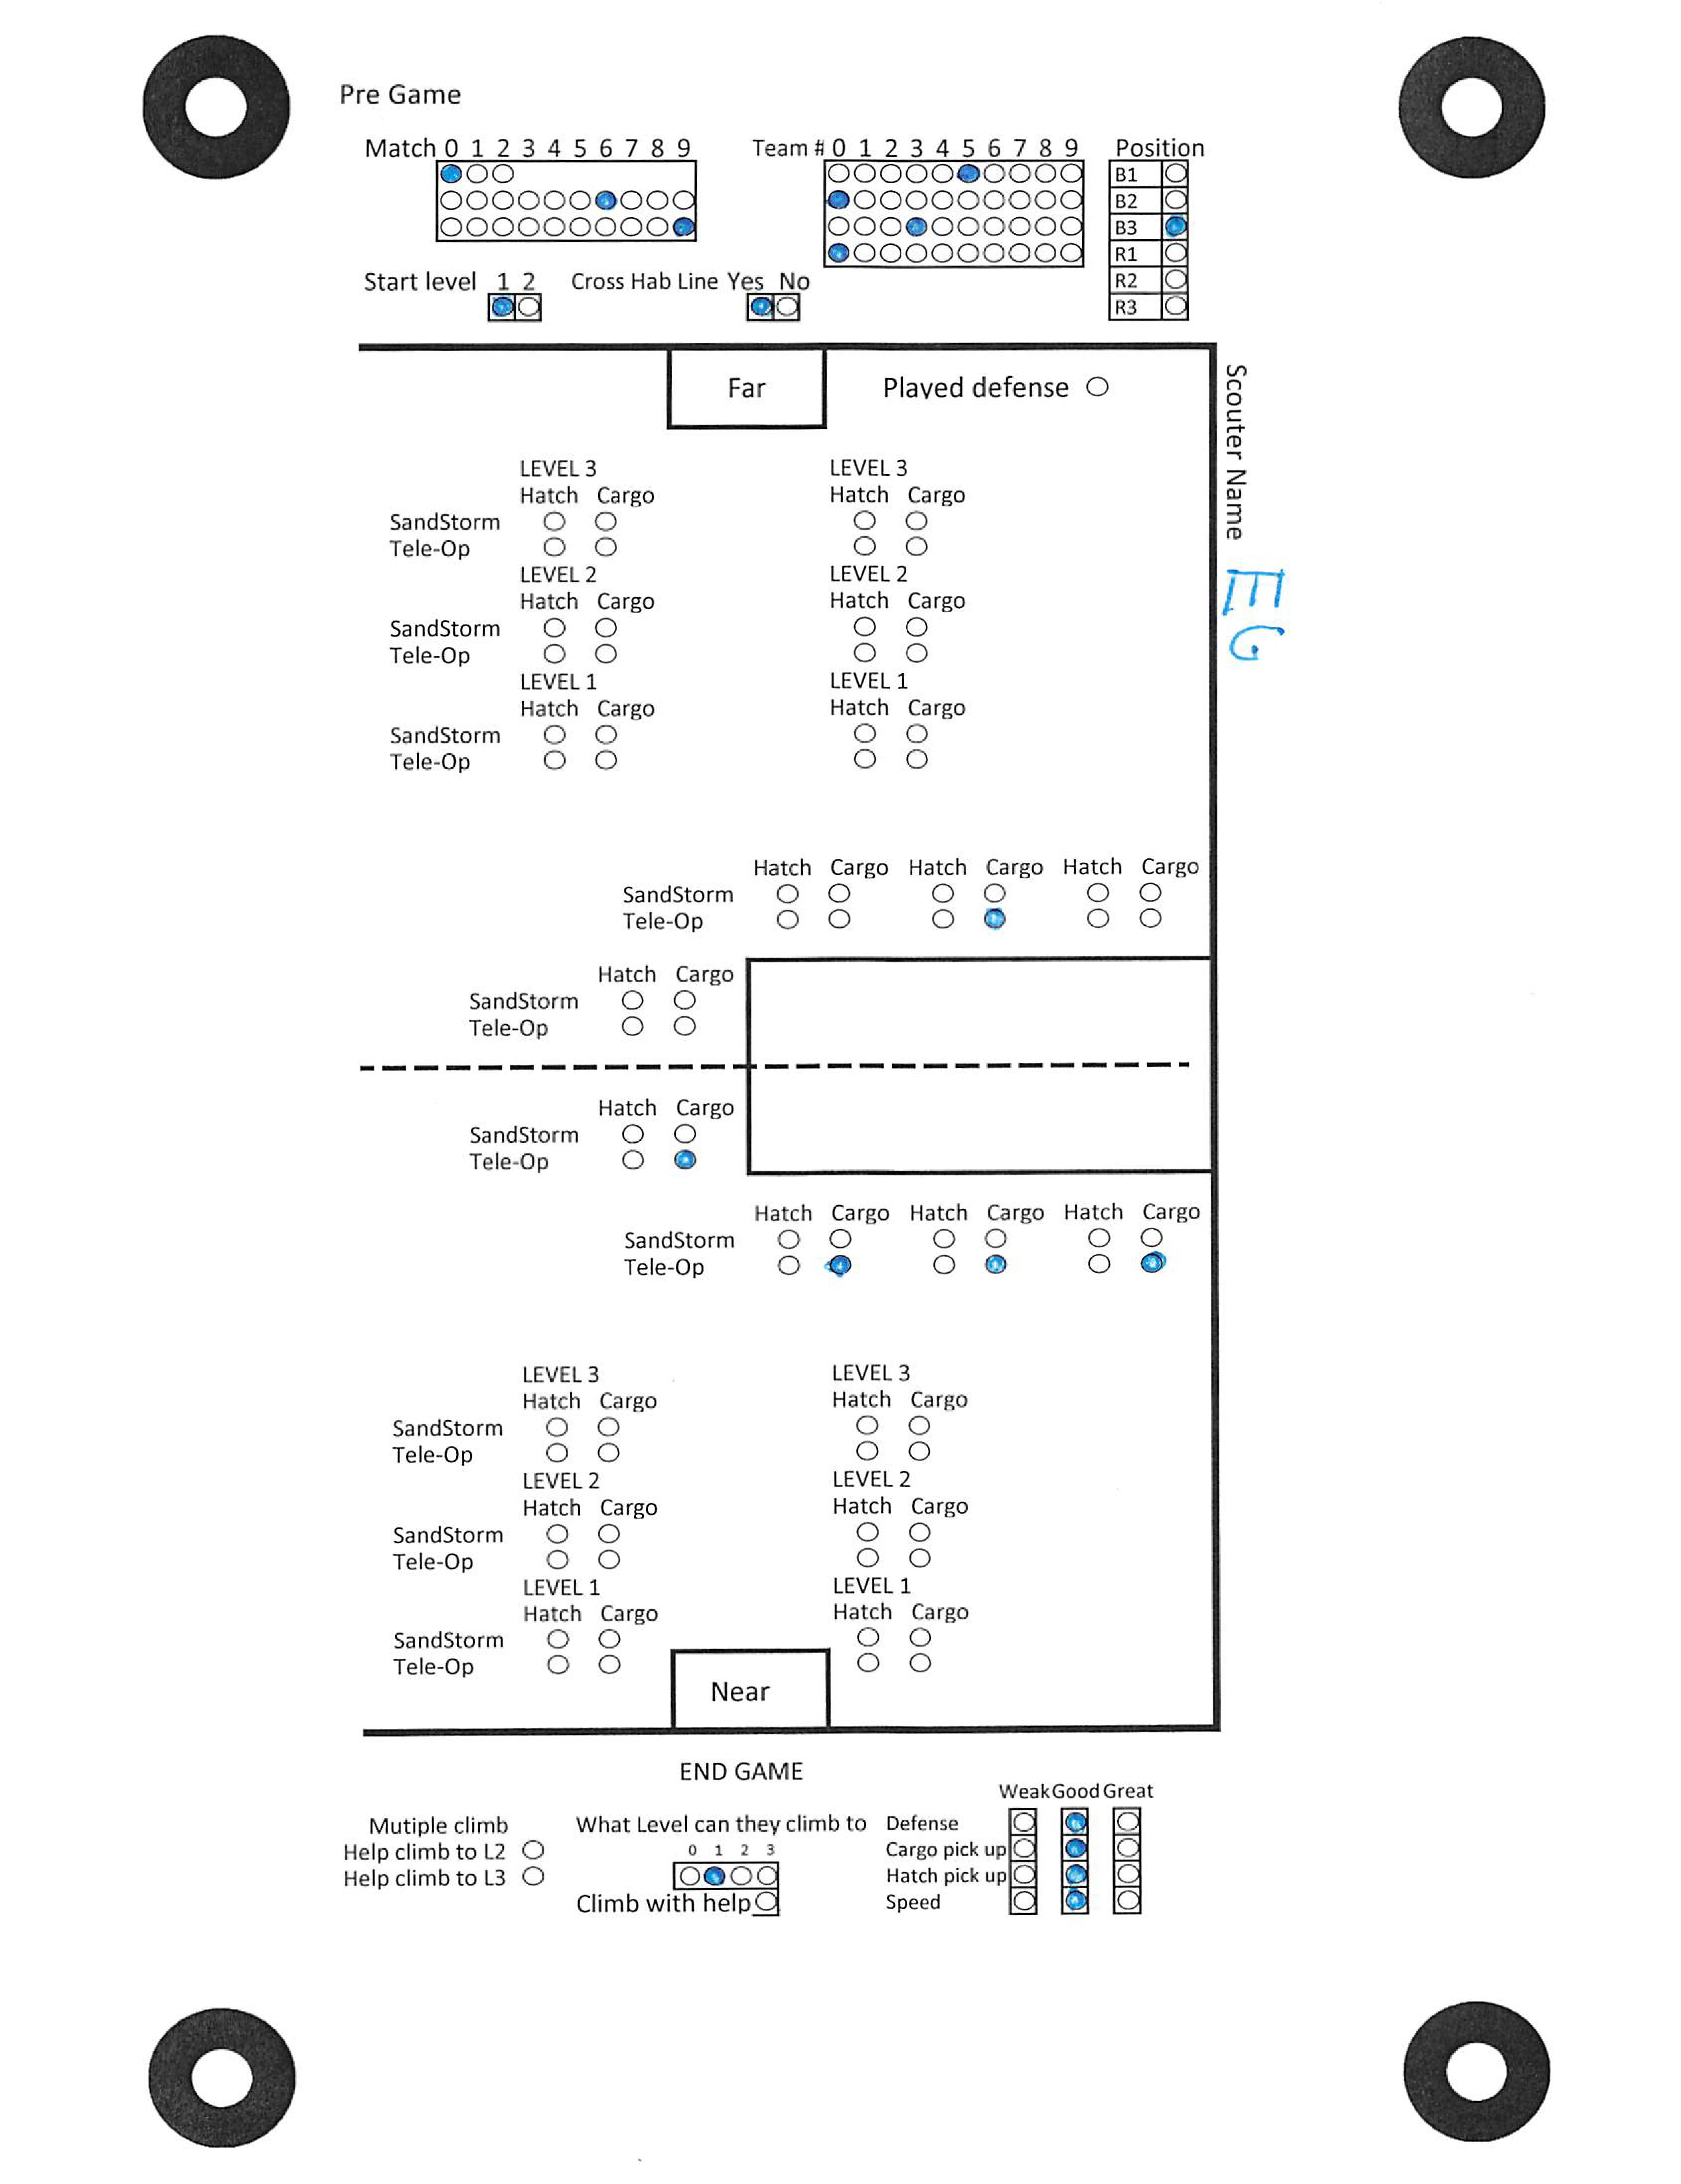 Pre Game
Match 0 1 2 3 4 5 6 7 8 9
Team # 0 1 2 3 4 5 6 7 8 9
Position
B1
B2
B3
R1
R2
R3
Start level 1 2
Cross Hab Line Yes No
Far
Played defense
Scouter Name
EG
LEVEL 3 LEVEL 3
Hatch Cargo Hatch Cargo
SandStorm
Tele-Op
LEVEL 2 LEVEL 2
Hatch Cargo Hatch Cargo
SandStorm
Tele-Op
LEVEL 1 LEVEL 1
Hatch Cargo Hatch Cargo
SandStorm
Tele-Op
Hatch Cargo Hatch Cargo Hatch Cargo
SandStorm
Tele-Op
Hatch Cargo
SandStorm
Tele-Op
Hatch Cargo
SandStorm
Tele-Op
Hatch Cargo Hatch Cargo Hatch Cargo
SandStorm
Tele-Op
LEVEL 3 LEVEL 3
Hatch Cargo Hatch Cargo
SandStorm
Tele-Op
LEVEL 2 LEVEL 2
Hatch Cargo Hatch Cargo
SandStorm
Tele-Op
LEVEL 1 LEVEL 1
Hatch Cargo Hatch Cargo
SandStorm
Tele-Op
Near
END GAME
Mutiple climb
Help climb to L2
Help climb to L3
What Level can they climb to
0 1 2 3
Climb with help
Weak Good Great
Defense
Cargo pick up
Hatch pick up
Speed